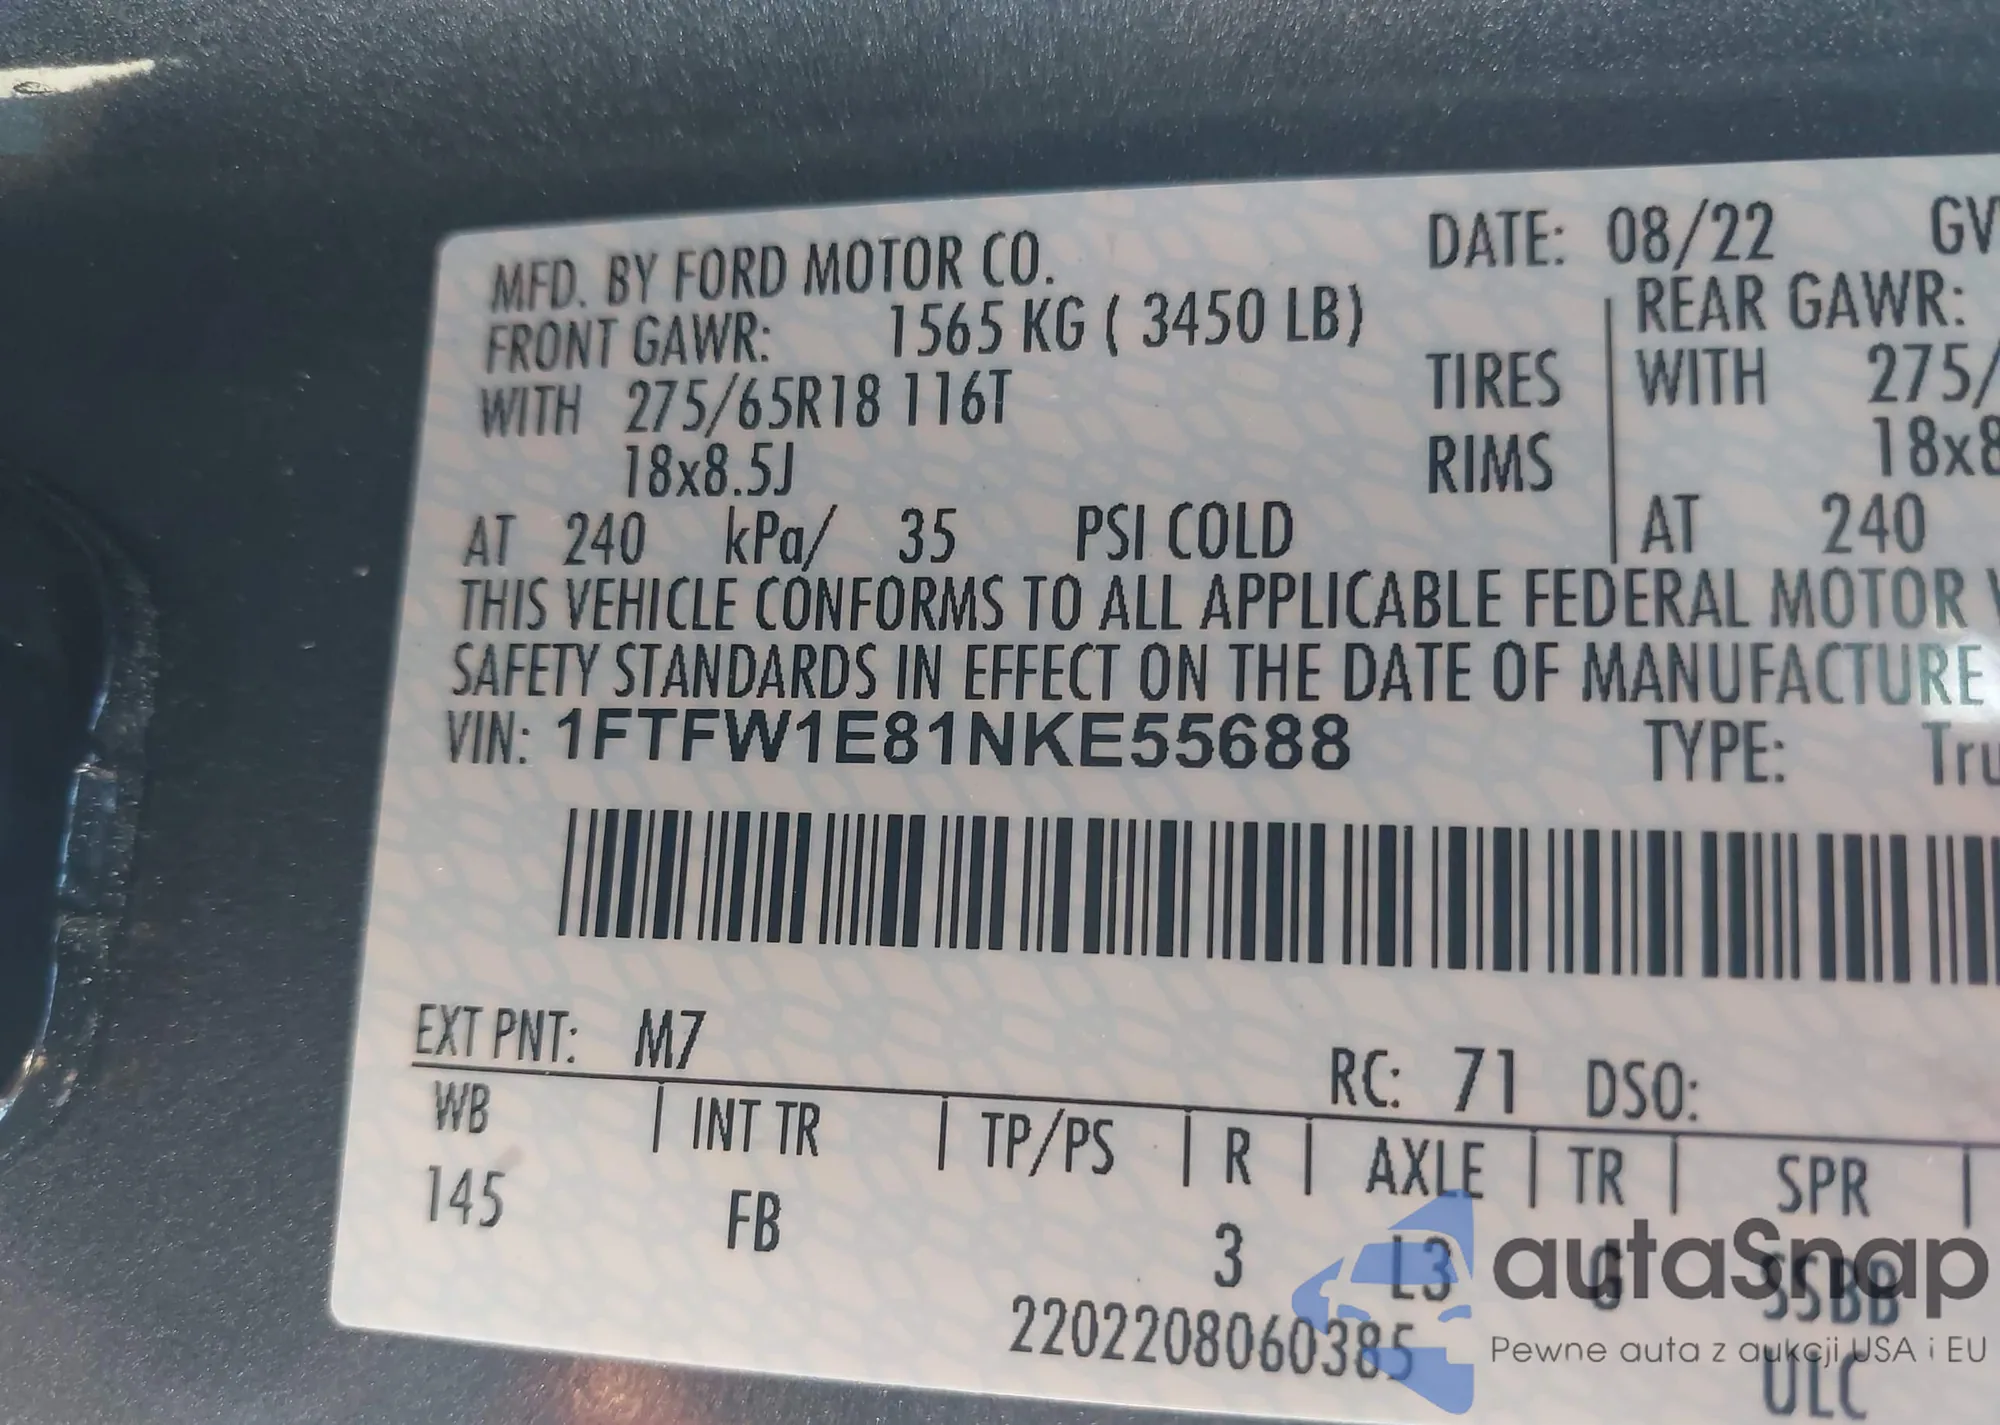 MFD. BY FORD MOTOR CO. DATE: 08/22 GV
FRONT GAWR: 1565 KG ( 3450 LB) REAR GAWR:
WITH 275/65R18 116T TIRES WITH 275/
18x8.5J RIMS 18x8
AT 240 kPa/ 35 PSI COLD AT 240
THIS VEHICLE CONFORMS TO ALL APPLICABLE FEDERAL MOTOR V
SAFETY STANDARDS IN EFFECT ON THE DATE OF MANUFACTURE
VIN: 1FTFW1E81NKE55688 TYPE: Tru
EXT PNT: M7 RC: 71 DSO:
WB | INT TR | TP/PS | R | AXLE | TR | SPR |
145 FB 3 L3 G SSBB
2202208060385 ULC
autaSnap
Pewne auta z aukcji USA i EU